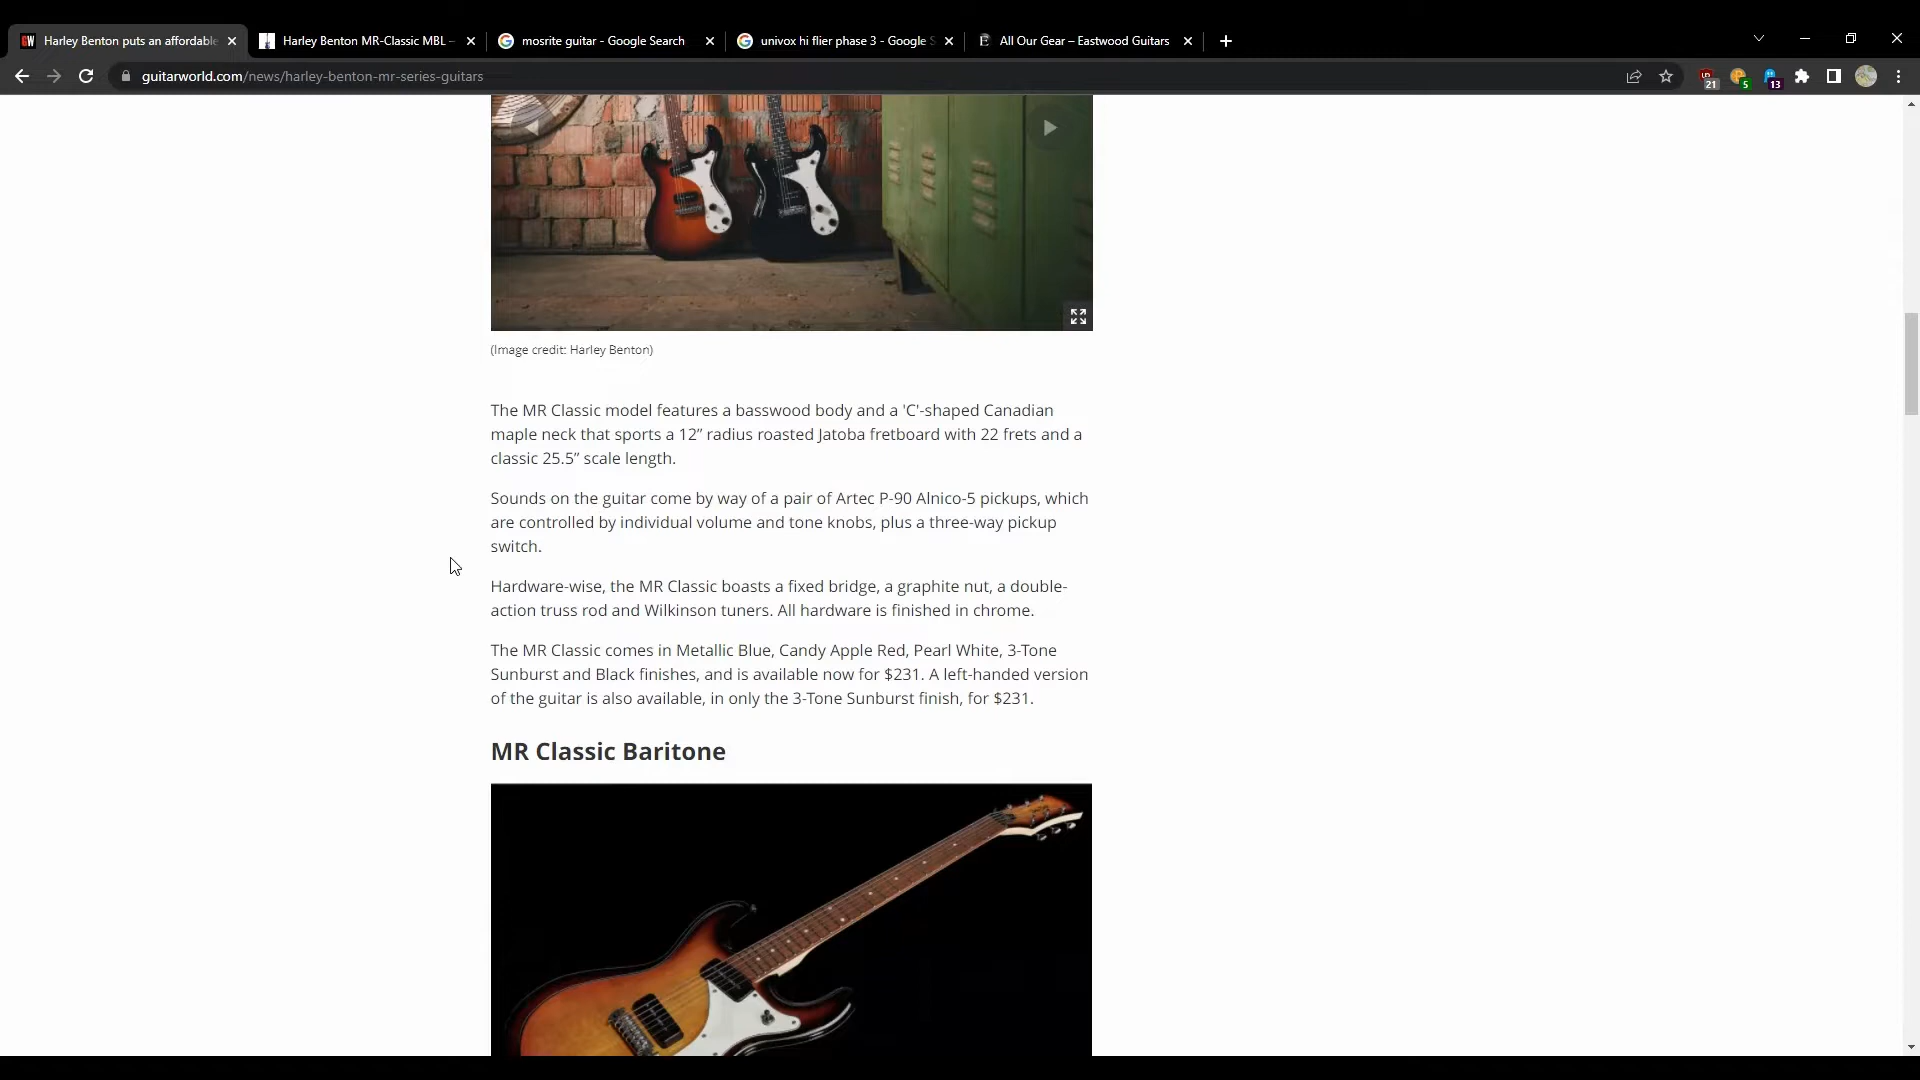 Harley Benton puts an affordable
Harley Benton MR-Classic MBL –
mosrite guitar - Google Search
univox hi flier phase 3 - Google S
All Our Gear – Eastwood Guitars
guitarworld.com/news/harley-benton-mr-series-guitars
21
5
13
(Image credit: Harley Benton)
The MR Classic model features a basswood body and a 'C'-shaped Canadian
maple neck that sports a 12” radius roasted Jatoba fretboard with 22 frets and a
classic 25.5” scale length.
Sounds on the guitar come by way of a pair of Artec P-90 Alnico-5 pickups, which
are controlled by individual volume and tone knobs, plus a three-way pickup
switch.
Hardware-wise, the MR Classic boasts a fixed bridge, a graphite nut, a double-
action truss rod and Wilkinson tuners. All hardware is finished in chrome.
The MR Classic comes in Metallic Blue, Candy Apple Red, Pearl White, 3-Tone
Sunburst and Black finishes, and is available now for $231. A left-handed version
of the guitar is also available, in only the 3-Tone Sunburst finish, for $231.
MR Classic Baritone